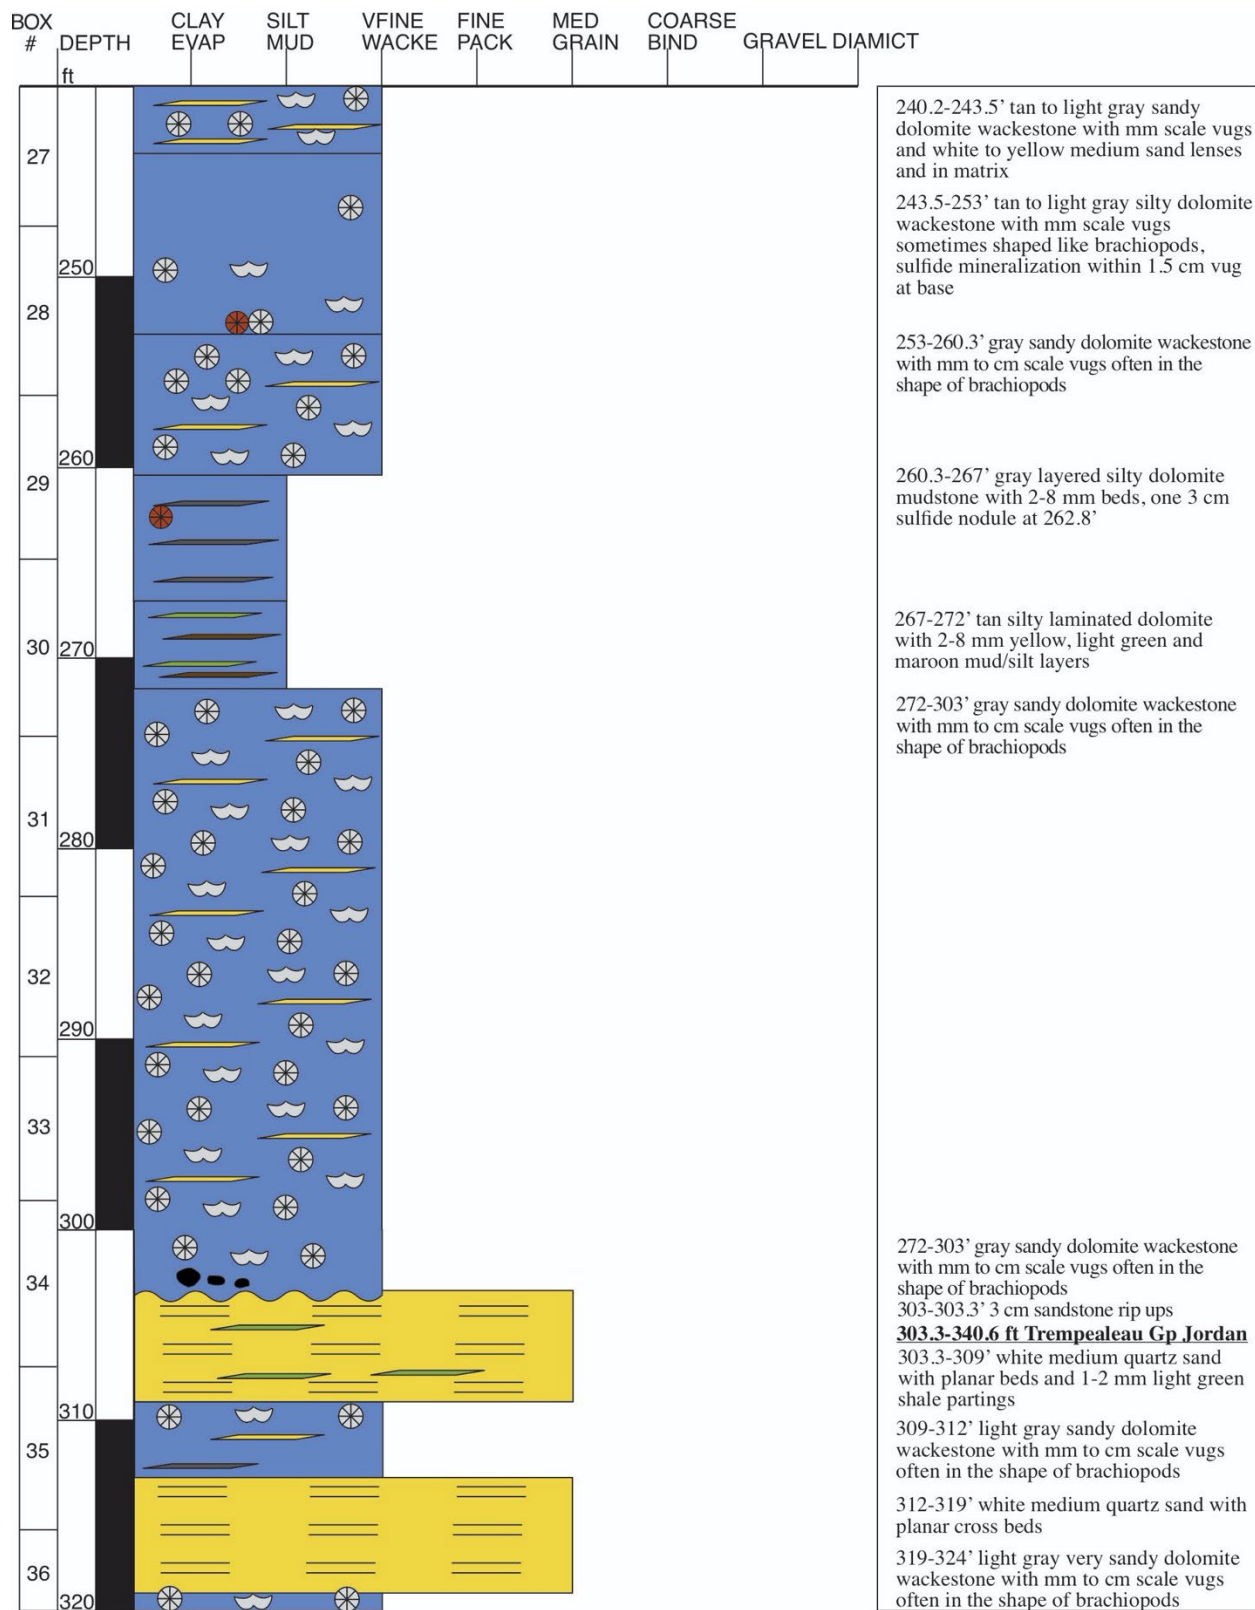 BOX
#
DEPTH
ft
CLAY
EVAP
SILT
MUD
VFINE
WACKE
FINE
PACK
MED
GRAIN
COARSE
BIND
GRAVEL
DIAMICT
27
250
28
260
29
30
270
31
280
32
290
33
300
34
310
35
36
320
240.2-243.5’ tan to light gray sandy
dolomite wackestone with mm scale vugs
and white to yellow medium sand lenses
and in matrix
243.5-253’ tan to light gray silty dolomite
wackestone with mm scale vugs
sometimes shaped like brachiopods,
sulfide mineralization within 1.5 cm vug
at base
253-260.3’ gray sandy dolomite wackestone
with mm to cm scale vugs often in the
shape of brachiopods
260.3-267’ gray layered silty dolomite
mudstone with 2-8 mm beds, one 3 cm
sulfide nodule at 262.8’
267-272’ tan silty laminated dolomite
with 2-8 mm yellow, light green and
maroon mud/silt layers
272-303’ gray sandy dolomite wackestone
with mm to cm scale vugs often in the
shape of brachiopods
272-303’ gray sandy dolomite wackestone
with mm to cm scale vugs often in the
shape of brachiopods
303-303.3’ 3 cm sandstone rip ups
303.3-340.6 ft Trempealeau Gp Jordan
303.3-309’ white medium quartz sand
with planar beds and 1-2 mm light green
shale partings
309-312’ light gray sandy dolomite
wackestone with mm to cm scale vugs
often in the shape of brachiopods
312-319’ white medium quartz sand with
planar cross beds
319-324’ light gray very sandy dolomite
wackestone with mm to cm scale vugs
often in the shape of brachiopods